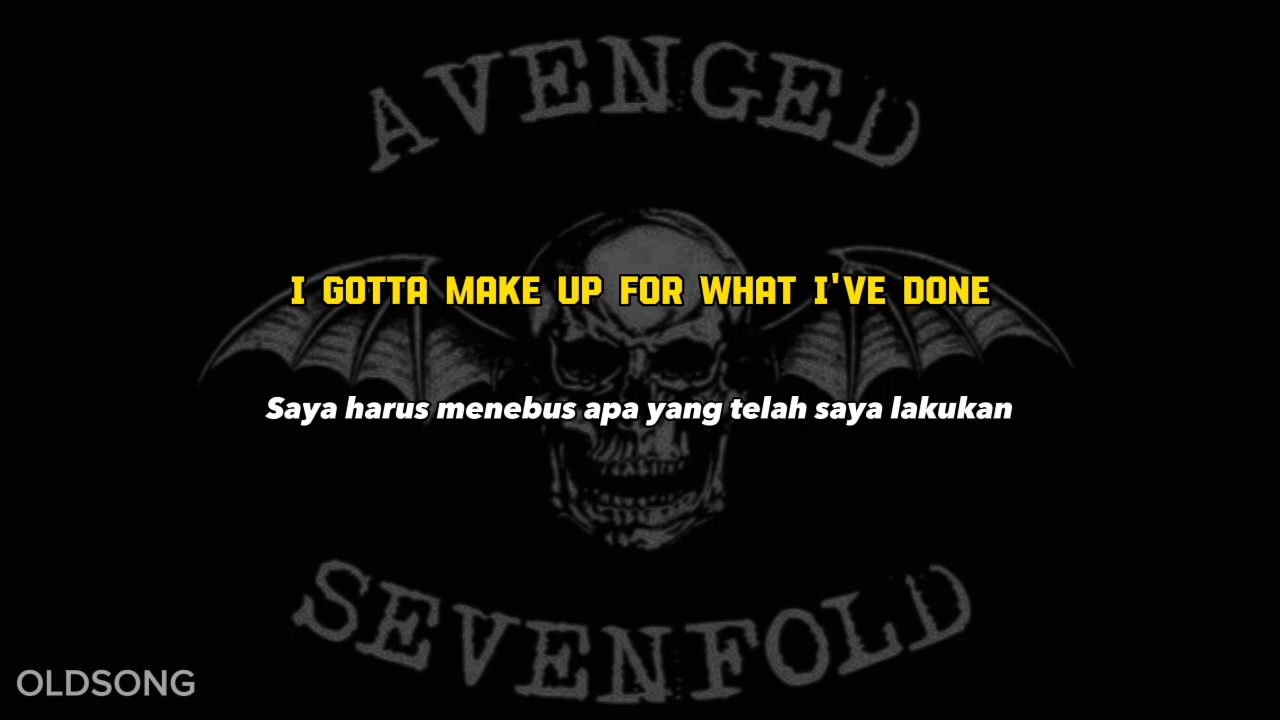 AVENGED
I GOTTA MAKE UP FOR WHAT I'VE DONE
Saya harus menebus apa yang telah saya lakukan
SEVENFOLD
OLDSONG